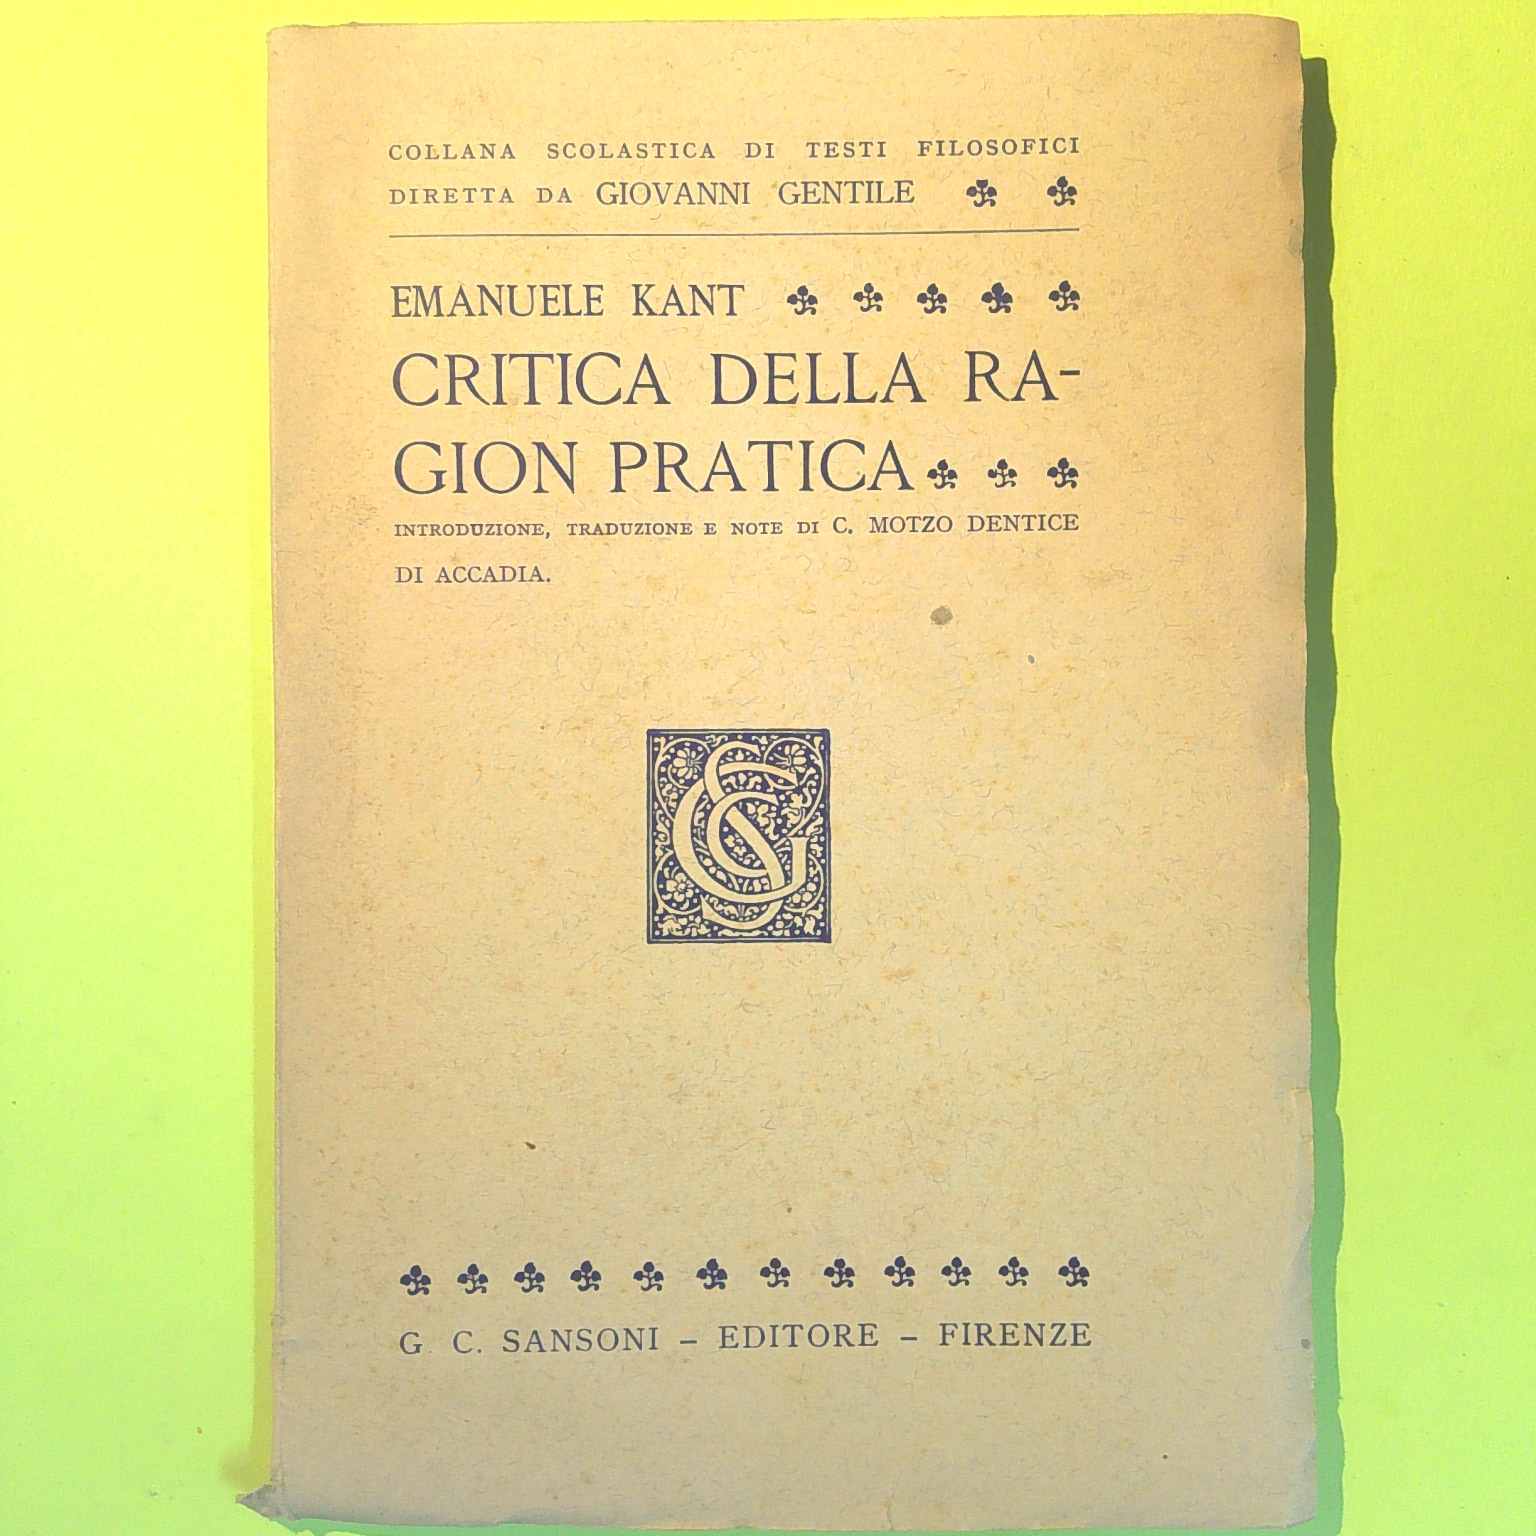 COLLANA SCOLASTICA DI TESTI FILOSOFICI
DIRETTA DA GIOVANNI GENTILE
EMANUELE KANT
CRITICA DELLA RA-
GION PRATICA
INTRODUZIONE, TRADUZIONE E NOTE DI C. MOTZO DENTICE
DI ACCADIA.
G. C. SANSONI – EDITORE – FIRENZE